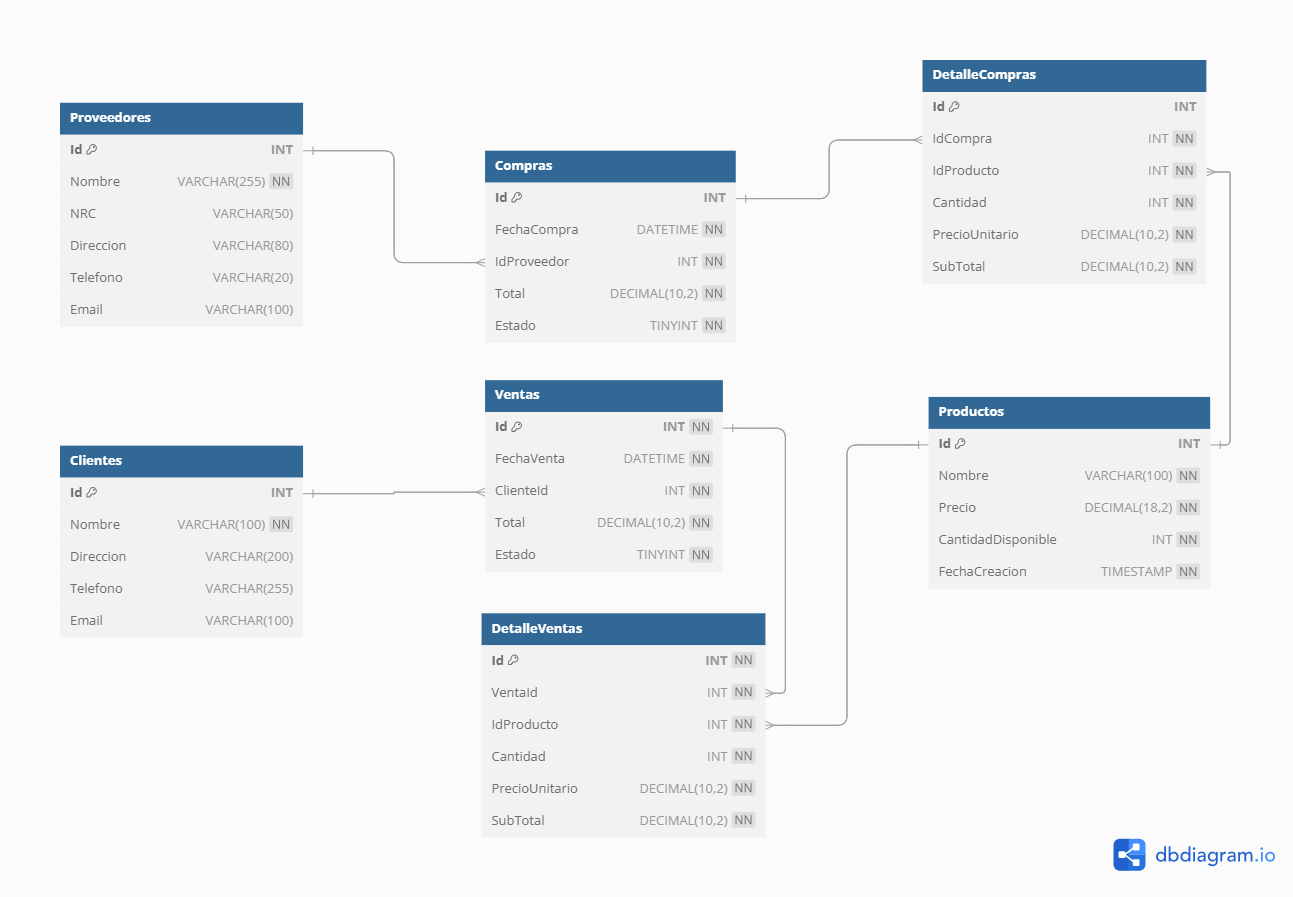 Proveedores
Id INT
Nombre VARCHAR(255) NN
NRC VARCHAR(50)
Direccion VARCHAR(80)
Telefono VARCHAR(20)
Email VARCHAR(100)
Compras
Id INT
FechaCompra DATETIME NN
IdProveedor INT NN
Total DECIMAL(10,2) NN
Estado TINYINT NN
DetalleCompras
Id INT
IdCompra INT NN
IdProducto INT NN
Cantidad INT NN
PrecioUnitario DECIMAL(10,2) NN
SubTotal DECIMAL(10,2) NN
Clientes
Id INT
Nombre VARCHAR(100) NN
Direccion VARCHAR(200)
Telefono VARCHAR(255)
Email VARCHAR(100)
Ventas
Id INT NN
FechaVenta DATETIME NN
ClienteId INT NN
Total DECIMAL(10,2) NN
Estado TINYINT NN
Productos
Id INT
Nombre VARCHAR(100) NN
Precio DECIMAL(18,2) NN
CantidadDisponible INT NN
FechaCreacion TIMESTAMP NN
DetalleVentas
Id INT NN
VentaId INT NN
IdProducto INT NN
Cantidad INT NN
PrecioUnitario DECIMAL(10,2) NN
SubTotal DECIMAL(10,2) NN
dbdiagram.io